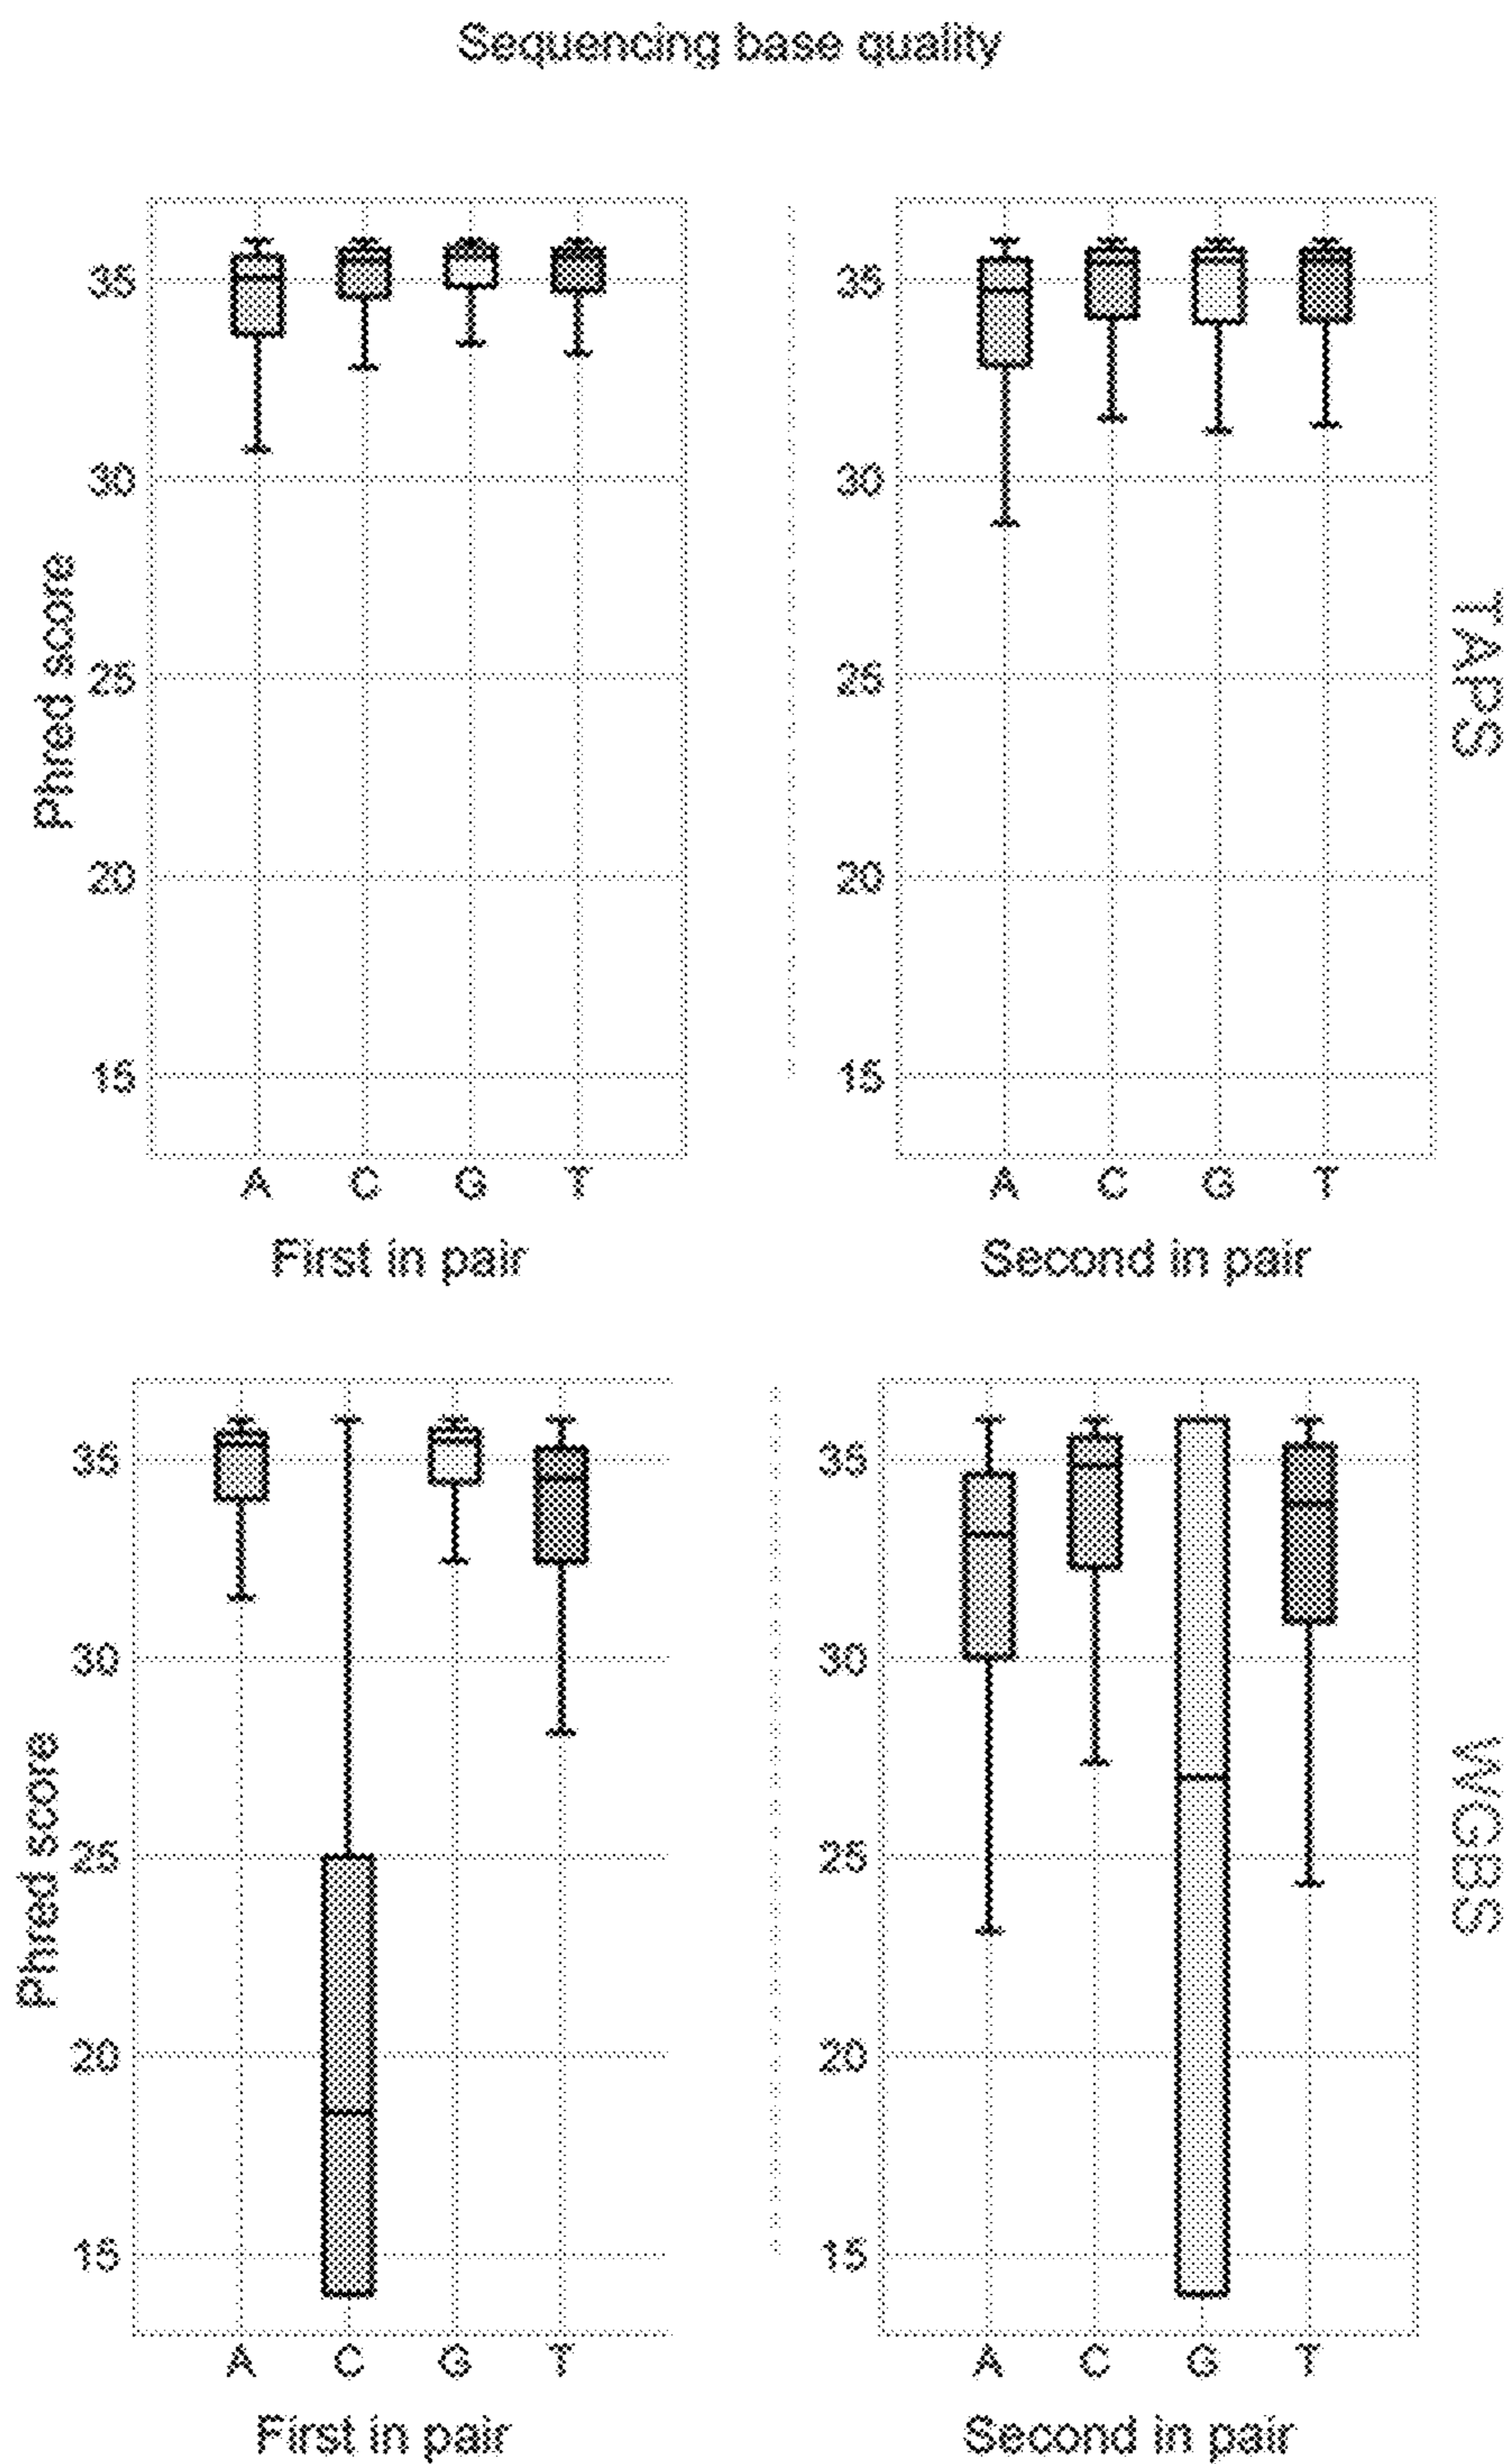 Sequencing base quality
Phred score
35
30
25
20
15
A C G T
First in pair
35
30
25
20
15
A C G T
Second in pair
TAPS
Phred score
35
30
25
20
15
A C G T
First in pair
35
30
25
20
15
A C G T
Second in pair
WGBS